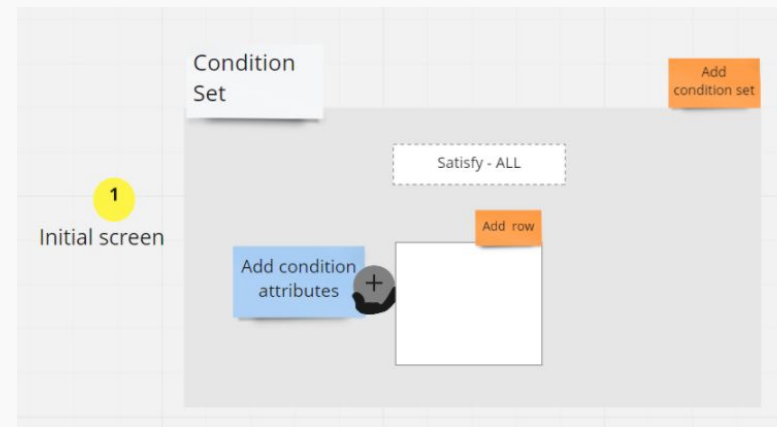 Condition
Set
Add
condition set
Satisfy - ALL
1
Initial screen
Add row
Add condition
attributes
+